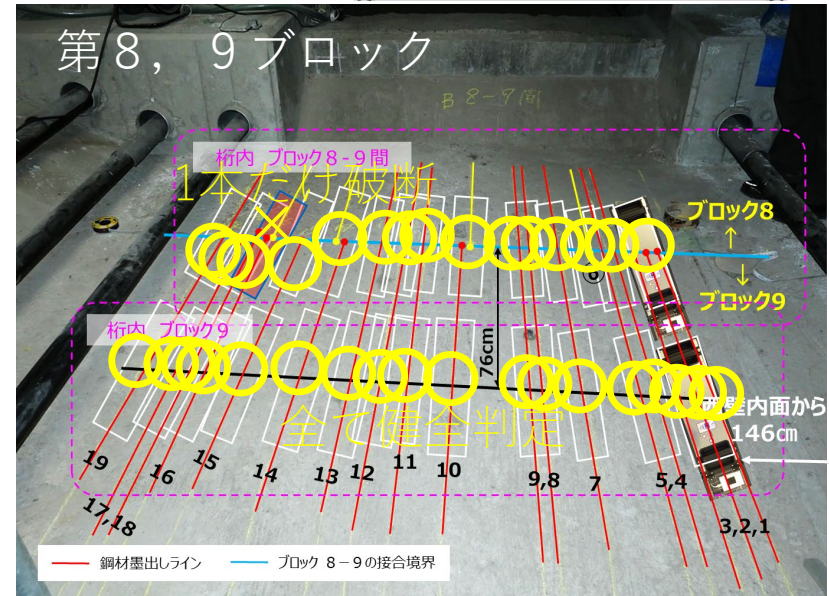 第８，９ブロック
B 8-9間
桁内 ブロック８-９間
1本だけ破断
ブロック8
↑
↓
ブロック9
⑥
桁内 ブロック９
76cm
西壁内面から
146㎝
全て健全判定
19
17,18
16
15
14
13
12
11
10
9,8
7
5,4
3,2,1
鋼材墨出しライン
ブロック ８－９の接合境界